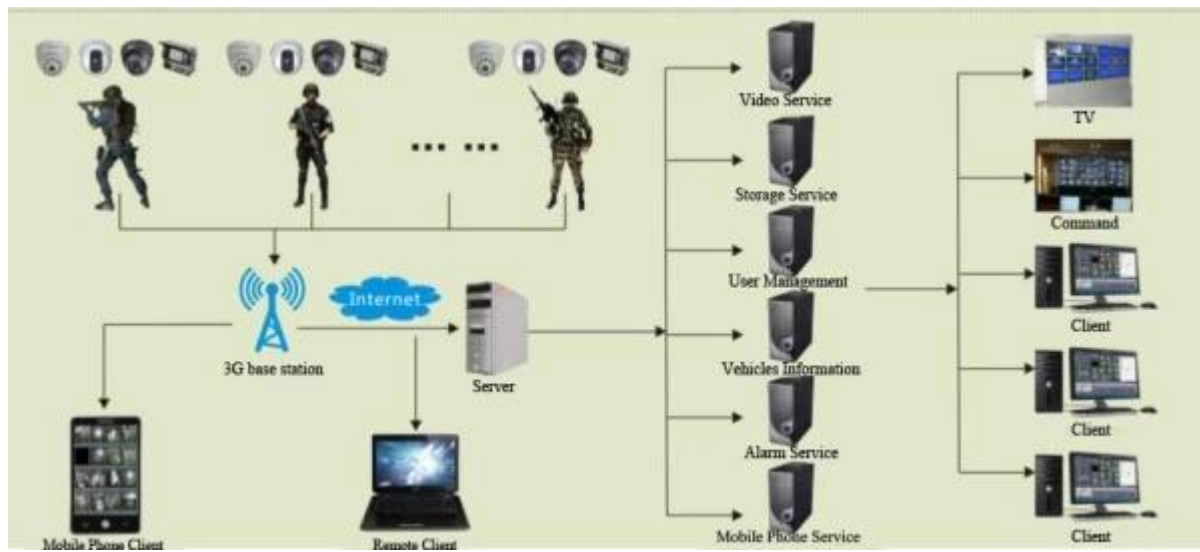 Video Service
TV
Storage Service
Command
User Management
Internet
Client
3G base station
Vehicles Information
Server
Client
Alarm Service
Mobile Phone Client
Remote Client
Mobile Phone Service
Client